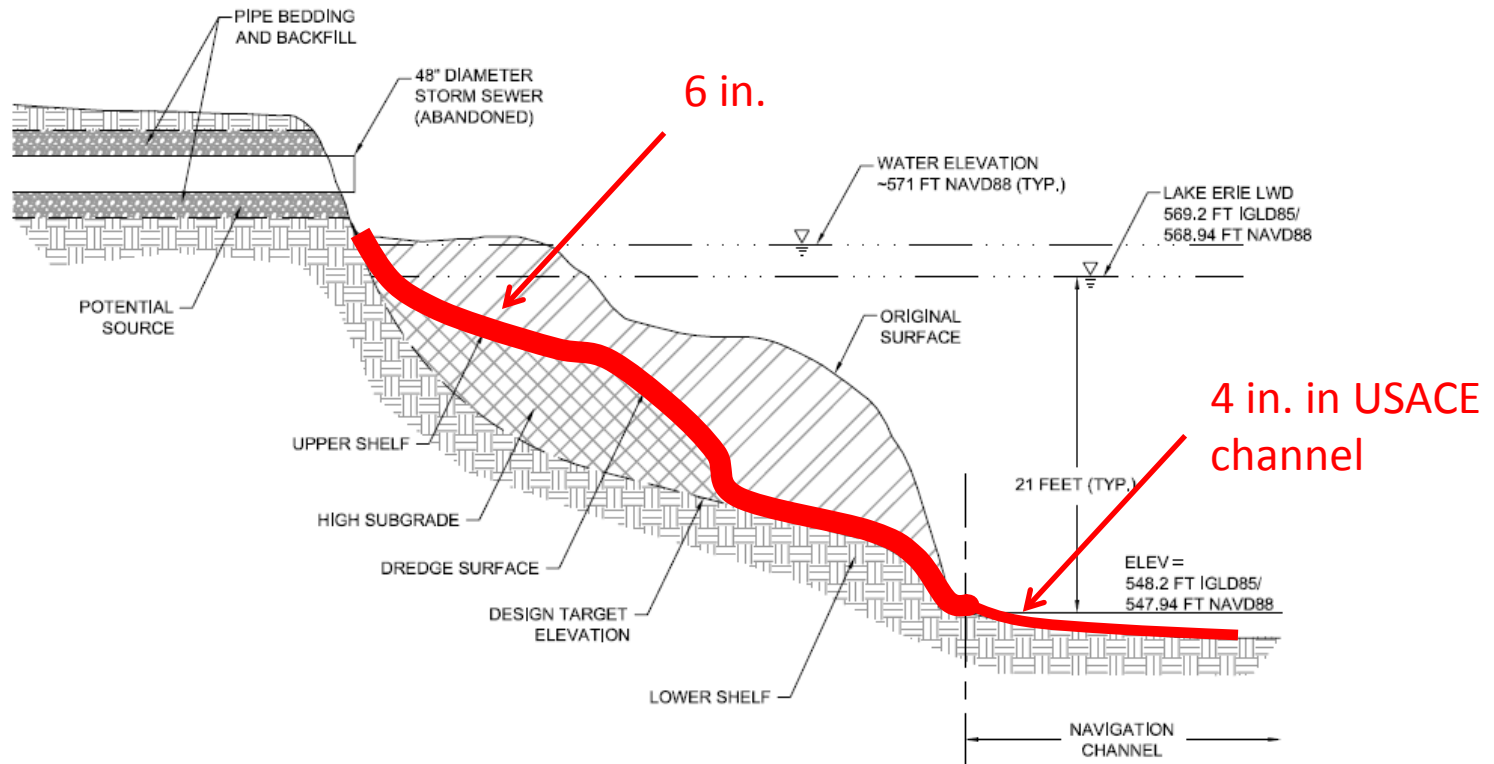 PIPE BEDDING
AND BACKFILL
48" DIAMETER
STORM SEWER
(ABANDONED)
6 in.
WATER ELEVATION
~571 FT NAVD88 (TYP.)
LAKE ERIE LWD
569.2 FT IGLD85/
568.94 FT NAVD88
POTENTIAL
SOURCE
ORIGINAL
SURFACE
4 in. in USACE
channel
UPPER SHELF
21 FEET (TYP.)
HIGH SUBGRADE
DREDGE SURFACE
ELEV =
548.2 FT IGLD85/
547.94 FT NAVD88
DESIGN TARGET
ELEVATION
LOWER SHELF
NAVIGATION
CHANNEL